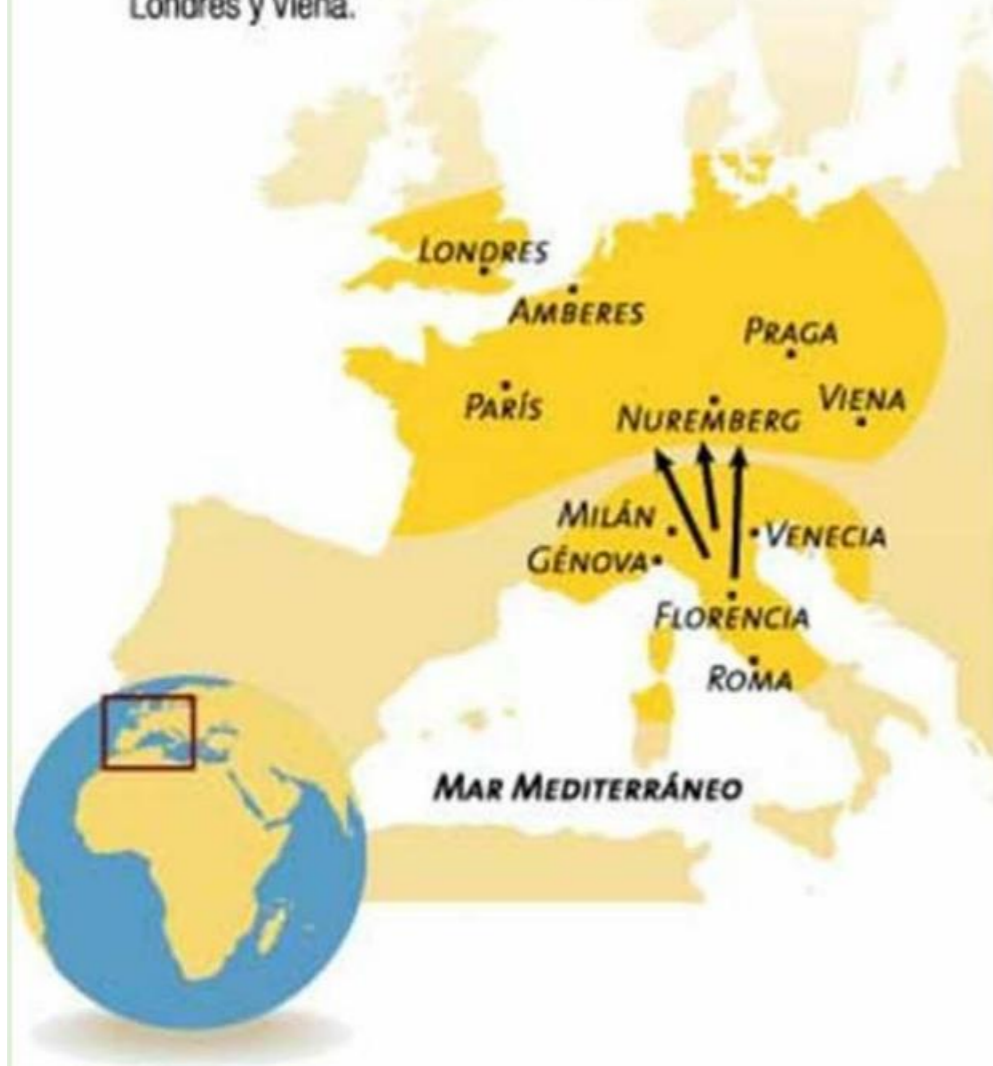 Londres y Viena.
LONDRES
AMBERES
PRAGA
PARÍS
NUREMBERG
VIENA
MILÁN
VENECIA
GÉNOVA
FLORENCIA
ROMA
MAR MEDITERRÁNEO